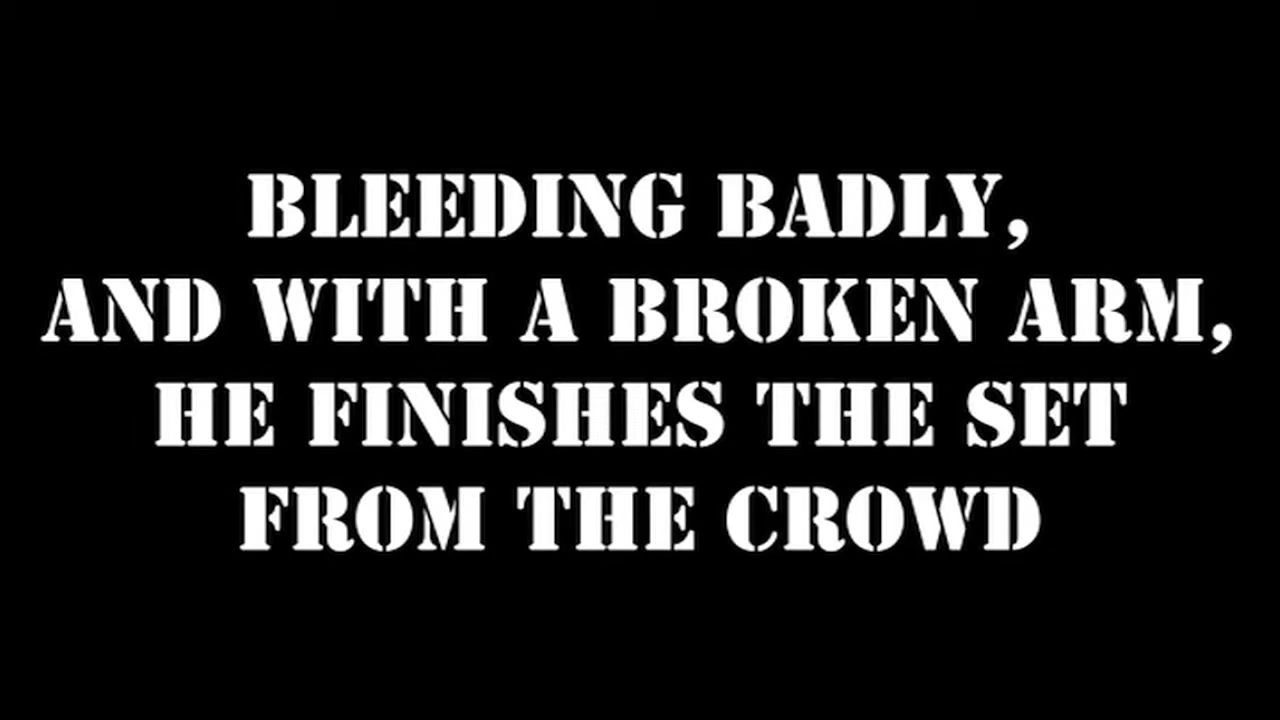 BLEEDING BADLY,
AND WITH A BROKEN ARM,
HE FINISHES THE SET
FROM THE CROWD